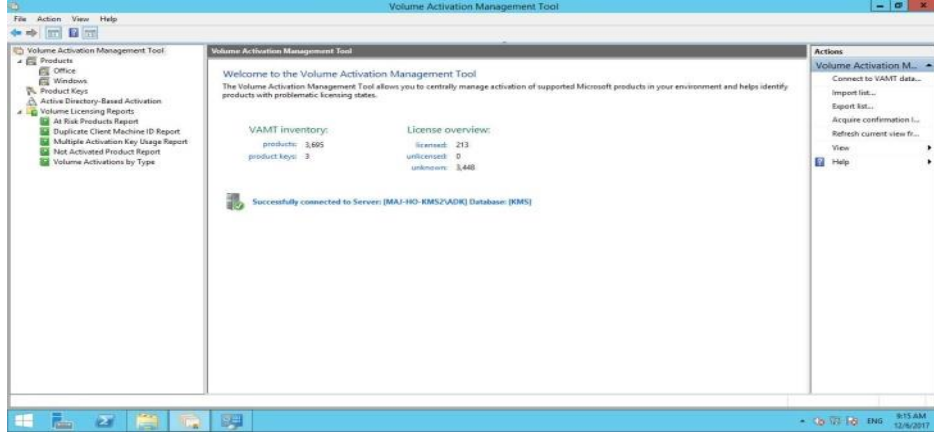 Volume Activation Management Tool
File Action View Help
Volume Activation Management Tool
Products
Office
Windows
Product Keys
Active Directory-Based Activation
Volume Licensing Reports
At Risk Products Report
Duplicate Client Machine ID Report
Multiple Activation Key Usage Report
Not Activated Product Report
Volume Activations by Type
Volume Activation Management Tool
Welcome to the Volume Activation Management Tool
The Volume Activation Management Tool allows you to centrally manage activation of supported Microsoft products in your environment and helps identify
products with problematic licensing states.
VAMT inventory:
products: 3,695
product keys: 3
License overview:
licensed: 213
unlicensed: 0
unknown: 3,448
Successfully connected to Server: [MAJ-HO-KMS2\ADK] Database: [KMS]
Actions
Volume Activation M...
Connect to VAMT data...
Import list...
Export list...
Acquire confirmation I...
Refresh current view fr...
View
Help
ENG
9:15 AM
12/6/2017